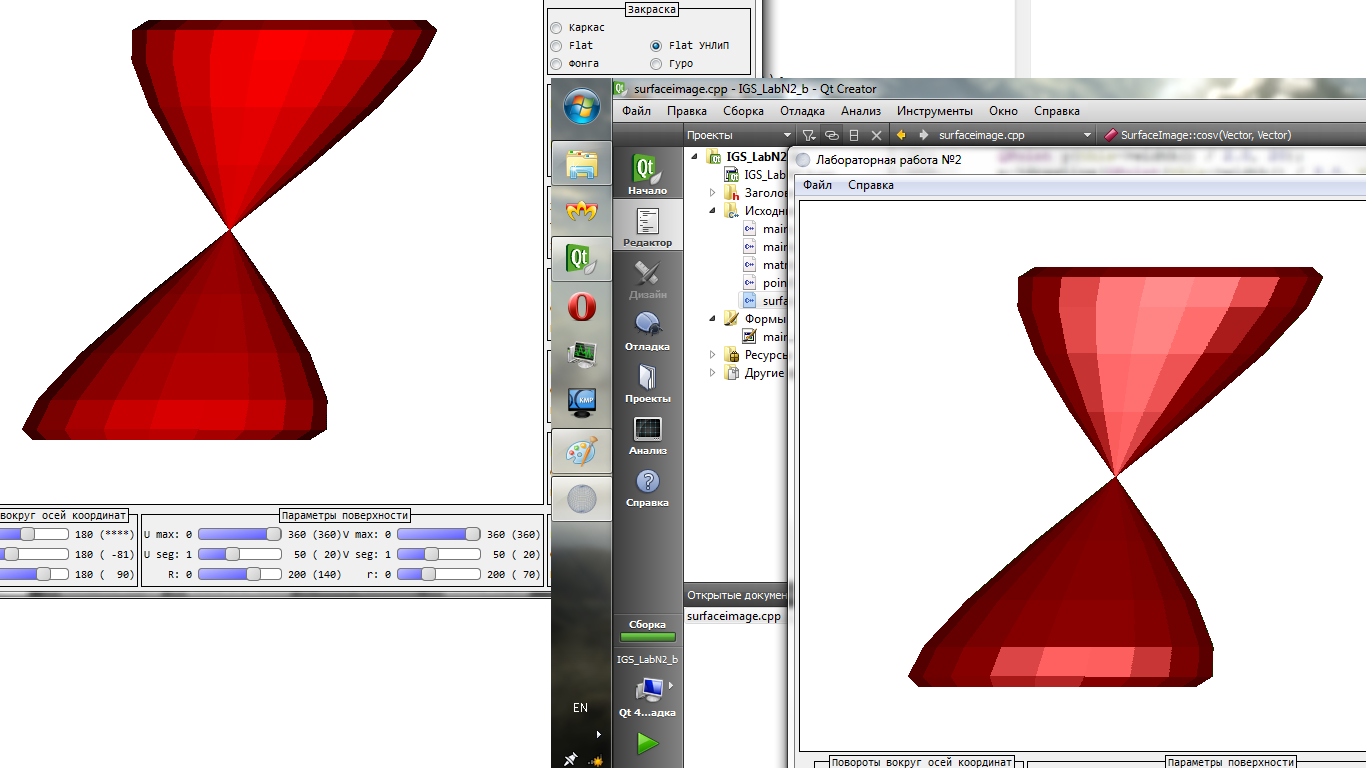 Закраска
Каркас
Flat
Flat УНЛиП
Фонга
Гуро
вокруг осей координат
180 (****)
180 ( -81)
180 (  90)
Параметры поверхности
U max: 0
360 (360)
V max: 0
360 (360)
U seg: 1
50 ( 20)
V seg: 1
50 ( 20)
R: 0
200 (140)
r: 0
200 ( 70)
surfaceimage.cpp - IGS_LabN2_b - Qt Creator
Файл Правка Сборка Отладка Анализ Инструменты Окно Справка
Проекты
surfaceimage.cpp
SurfaceImage::cosv(Vector, Vector)
Начало
Редактор
Дизайн
Отладка
Проекты
Анализ
Справка
IGS_LabN2
IGS_Lab
Заголов
Исходн
main
main
matr
poin
surfa
Формы
main
Ресурсы
Другие
Открытые докумен
surfaceimage.cpp
Сборка
IGS_LabN2_b
Qt 4...адка
EN
Qt
KMP
Лабораторная работа №2
Файл Справка
Повороты вокруг осей координат
Параметры поверхности